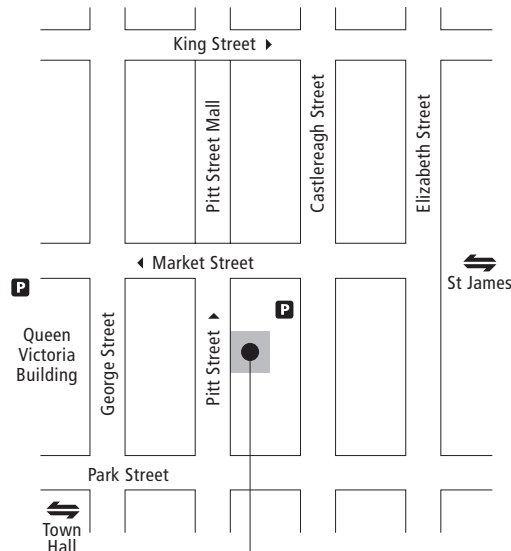 King Street
Pitt Street Mall
Castlereagh Street
Elizabeth Street
Market Street
St James
P
P
Queen
Victoria
Building
George Street
Pitt Street
Park Street
Town
Hall